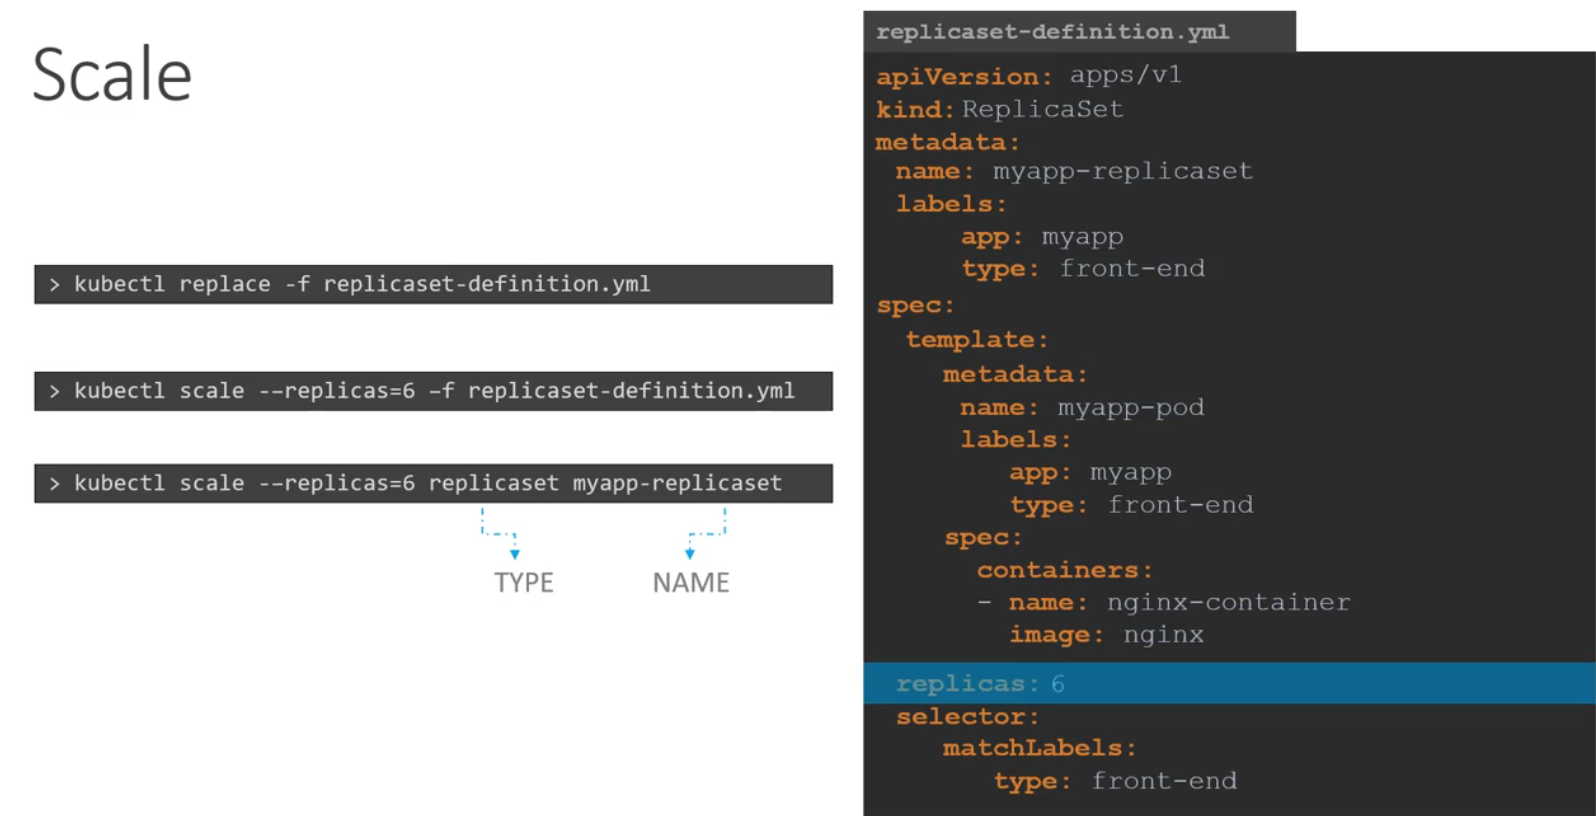 Scale
> kubectl replace -f replicaset-definition.yml
> kubectl scale --replicas=6 –f replicaset-definition.yml
> kubectl scale --replicas=6 replicaset myapp-replicaset
TYPE NAME
replicaset-definition.yml
apiVersion: apps/v1
kind: ReplicaSet
metadata:
name: myapp-replicaset
labels:
app: myapp
type: front-end
spec:
template:
metadata:
name: myapp-pod
labels:
app: myapp
type: front-end
spec:
containers:
- name: nginx-container
image: nginx
replicas: 6
selector:
matchLabels:
type: front-end